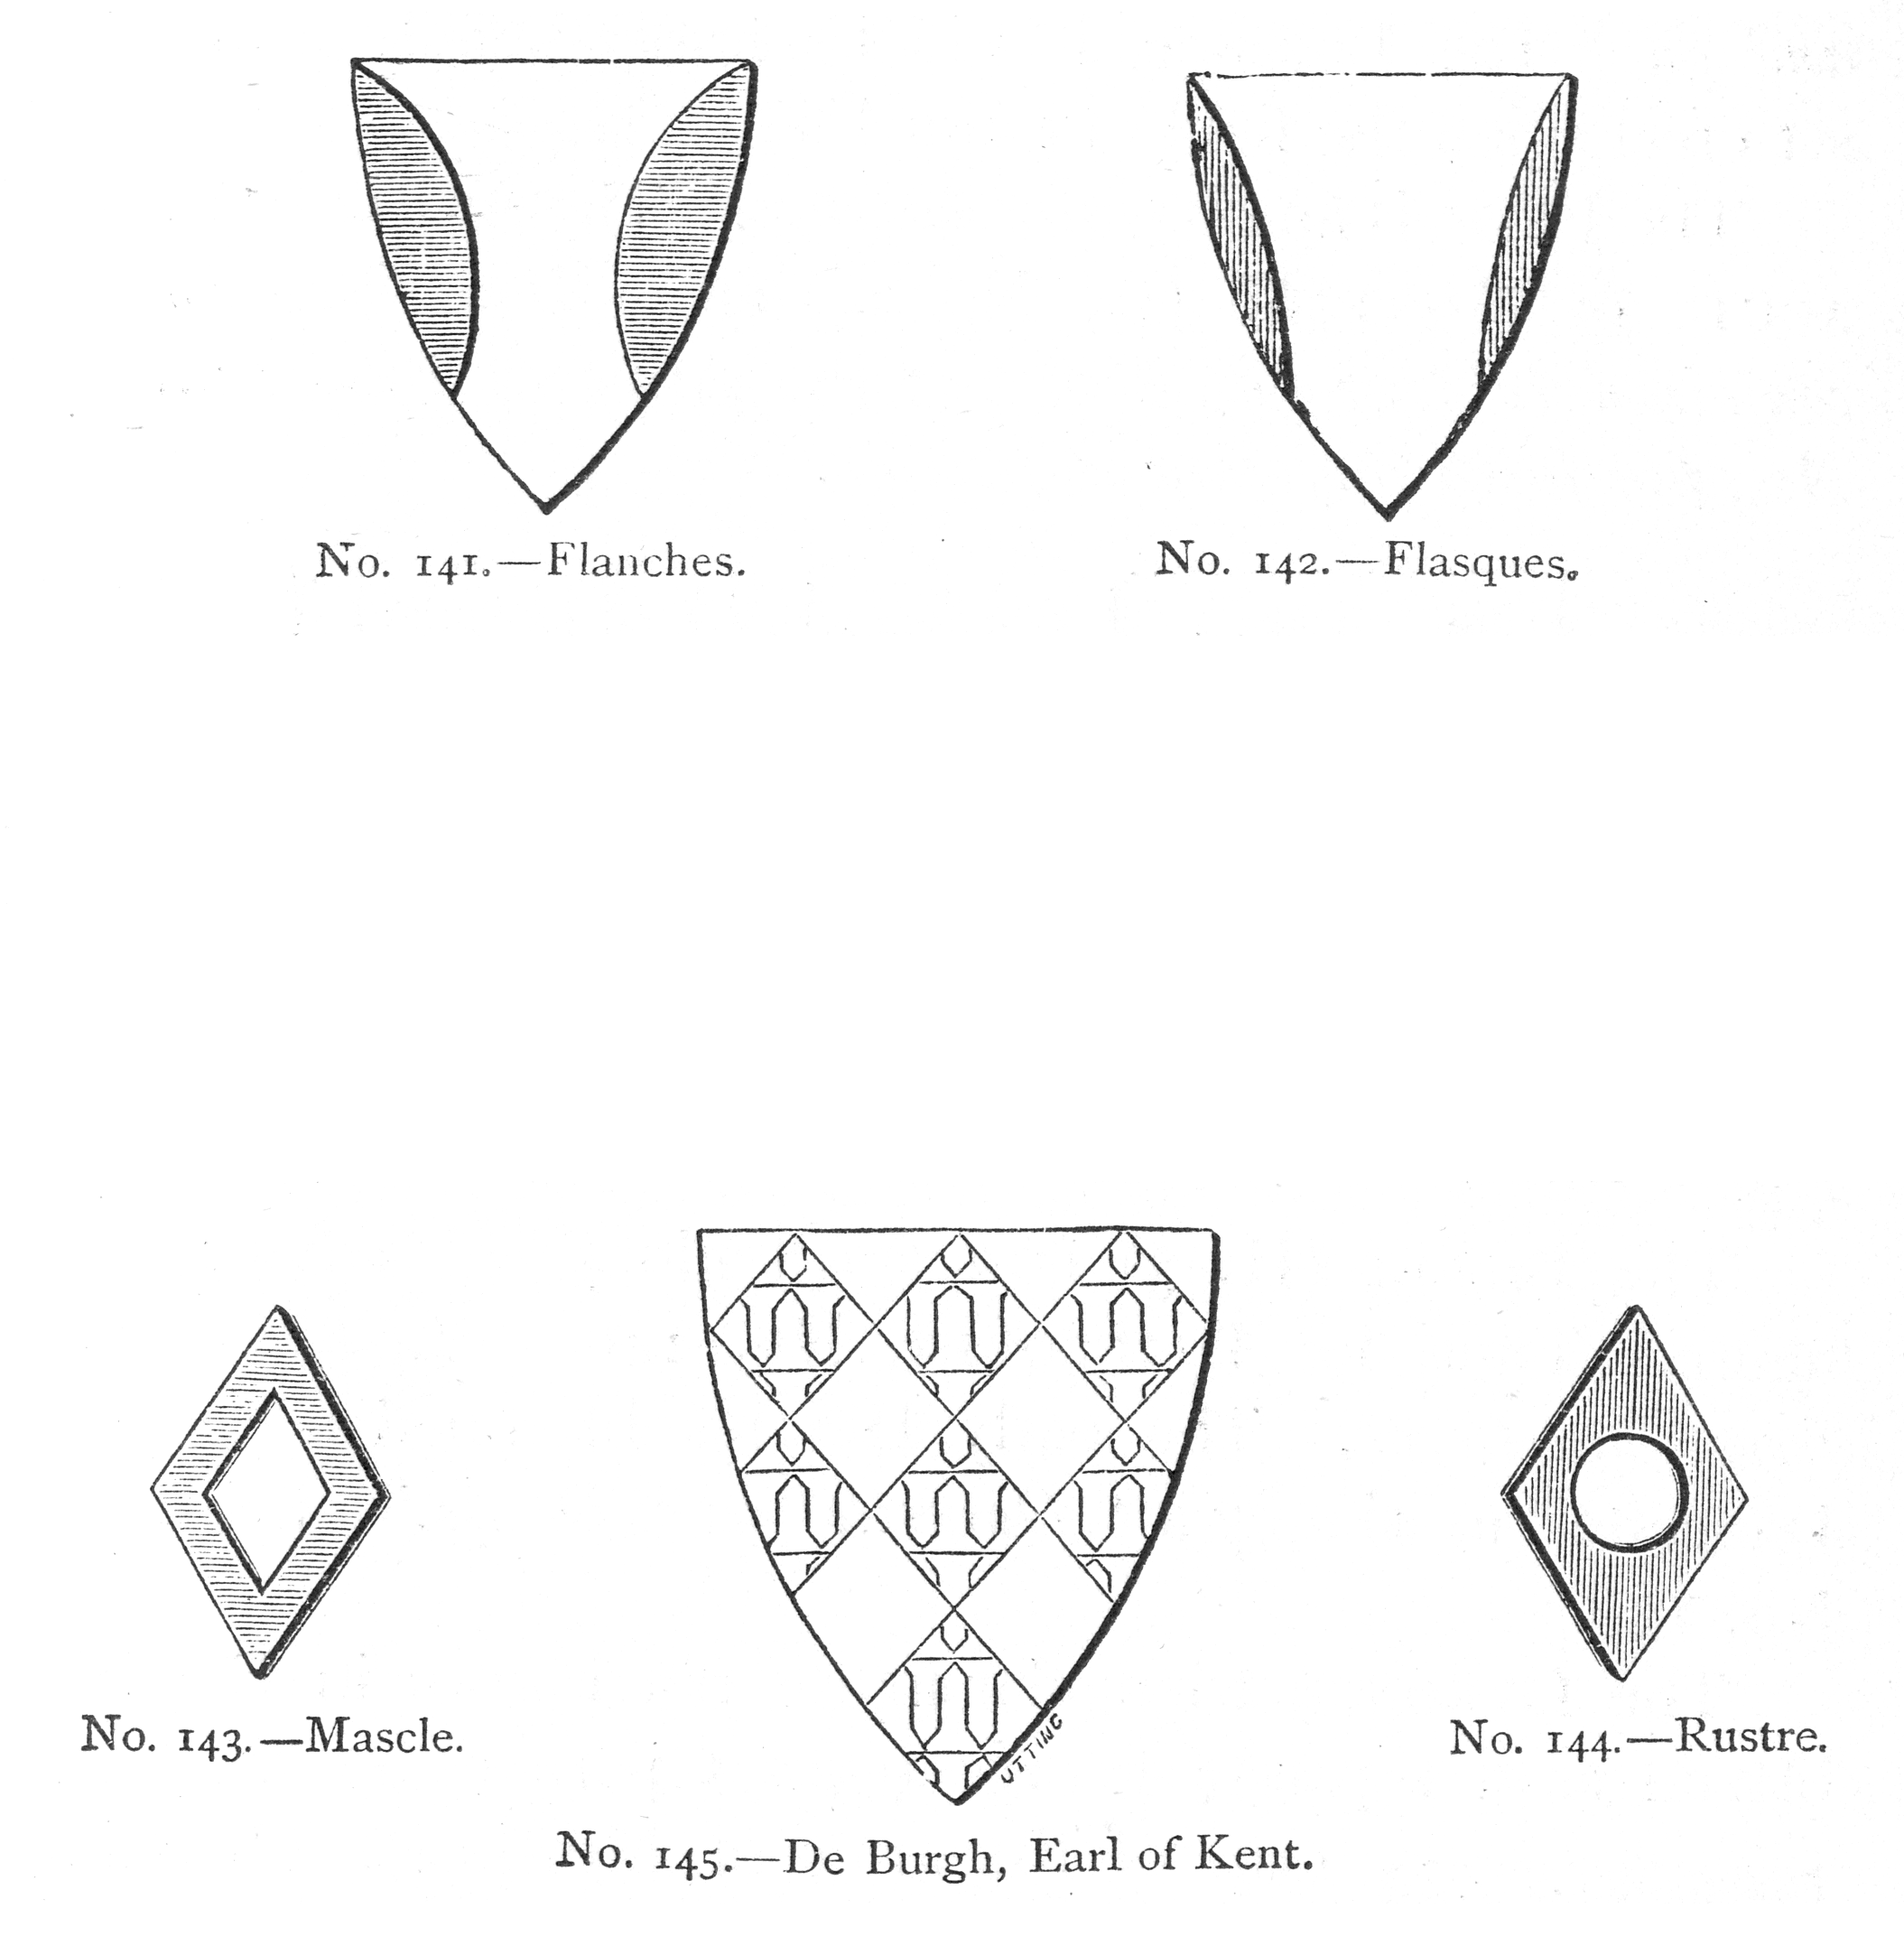 No. 141.—Flanches.
No. 142.—Flasques.
No. 143.—Mascle.
No. 144.—Rustre.
UTTING
No. 145.—De Burgh, Earl of Kent.